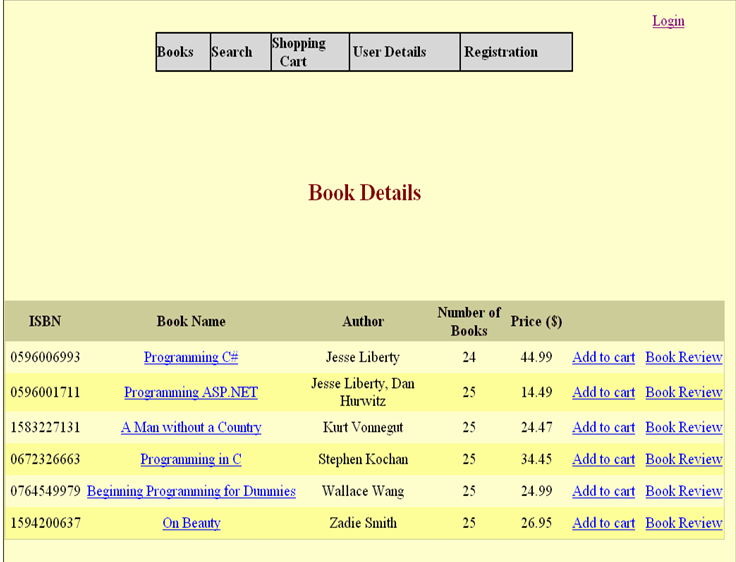 Login
Books Search Shopping Cart User Details Registration
Book Details
ISBN Book Name Author Number of Books Price ($)
0596006993 Programming C# Jesse Liberty 24 44.99 Add to cart Book Review
0596001711 Programming ASP.NET Jesse Liberty, Dan Hurwitz 25 14.49 Add to cart Book Review
1583227131 A Man without a Country Kurt Vonnegut 25 24.47 Add to cart Book Review
0672326663 Programming in C Stephen Kochan 25 34.45 Add to cart Book Review
0764549979 Beginning Programming for Dummies Wallace Wang 25 24.99 Add to cart Book Review
1594200637 On Beauty Zadie Smith 25 26.95 Add to cart Book Review